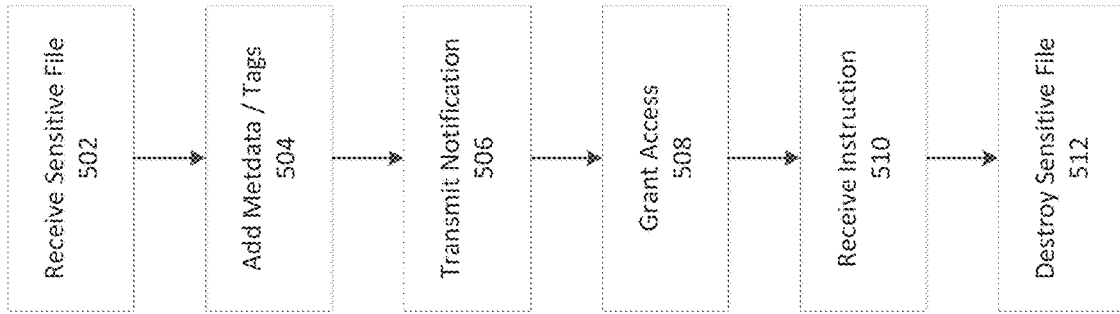 Receive Sensitive File
502
Add Metdata / Tags
504
Transmit Notification
506
Grant Access
508
Receive Instruction
510
Destroy Sensitive File
512